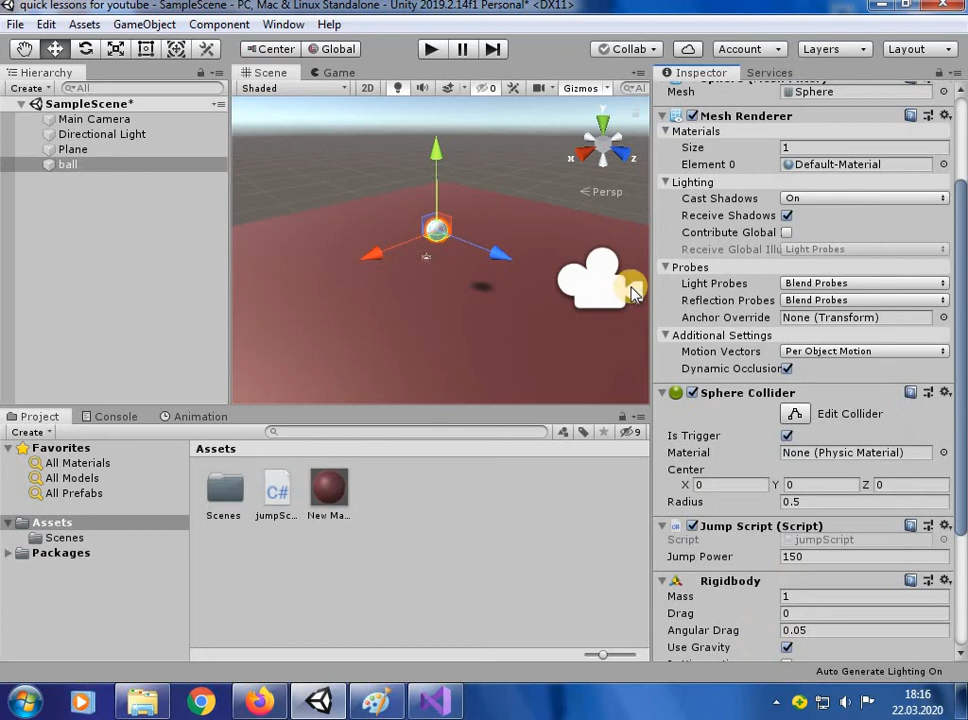 quick lessons for youtube - SampleScene - PC, Mac & Linux Standalone - Unity 2019.2.14f1 Personal* <DX11>
File Edit Assets GameObject Component Window Help
Center Global Collab Account Layers Layout
Hierarchy Scene Game Inspector Services
Create All Shaded 2D 0 Gizmos All
SampleScene*
Main Camera
Directional Light
Plane
ball
Y
X
Z
Persp
Mesh Sphere
Mesh Renderer
Materials
Size 1
Element 0 Default-Material
Lighting
Cast Shadows On
Receive Shadows
Contribute Global
Receive Global Illu Light Probes
Probes
Light Probes Blend Probes
Reflection Probes Blend Probes
Anchor Override None (Transform)
Additional Settings
Motion Vectors Per Object Motion
Dynamic Occlusion
Sphere Collider
Edit Collider
Is Trigger
Material None (Physic Material)
Center
X 0 Y 0 Z 0
Radius 0.5
Jump Script (Script)
Script jumpScript
Jump Power 150
Rigidbody
Mass 1
Drag 0
Angular Drag 0.05
Use Gravity
Project Console Animation
Create 9
Favorites
All Materials
All Models
All Prefabs
Assets
Scenes
Packages
Assets
Scenes jumpSc... New Ma...
C#
Auto Generate Lighting On
18:16
22.03.2020